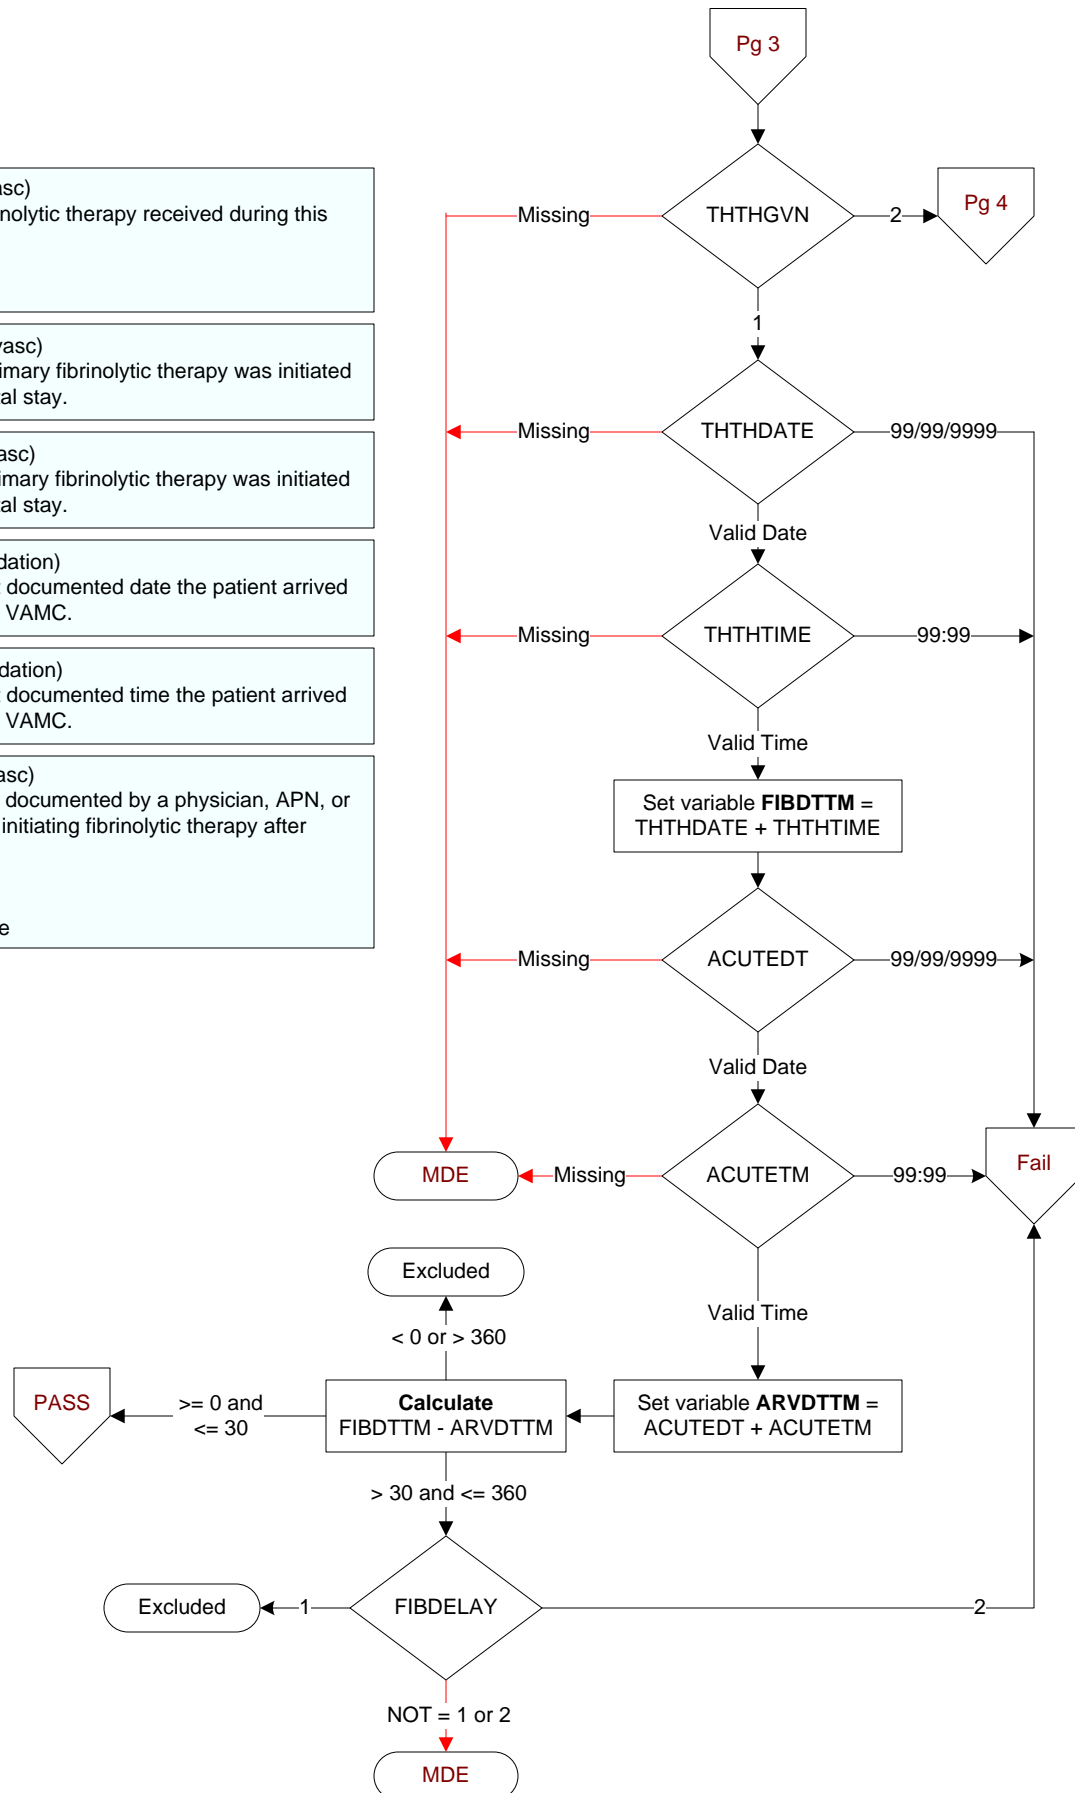 Pg 3
asc)
nolytic therapy received during this
vasc)
imary fibrinolytic therapy was initiated
tal stay.
asc)
imary fibrinolytic therapy was initiated
tal stay.
dation)
t documented date the patient arrived
VAMC.
dation)
t documented time the patient arrived
VAMC.
asc)
documented by a physician, APN, or
initiating fibrinolytic therapy after
e
Missing
THTHGVN
2
Pg 4
1
Missing
THTHDATE
99/99/9999
Valid Date
Missing
THTHTIME
99:99
Valid Time
Set variable FIBDTTM =
THTHDATE + THTHTIME
Missing
ACUTEDT
99/99/9999
Valid Date
MDE
Missing
ACUTETM
99:99
Fail
Excluded
Valid Time
< 0 or > 360
PASS
>= 0 and
<= 30
Calculate
FIBDTTM - ARVDTTM
Set variable ARVDTTM =
ACUTEDT + ACUTETM
> 30 and <= 360
Excluded
1
FIBDELAY
2
NOT = 1 or 2
MDE